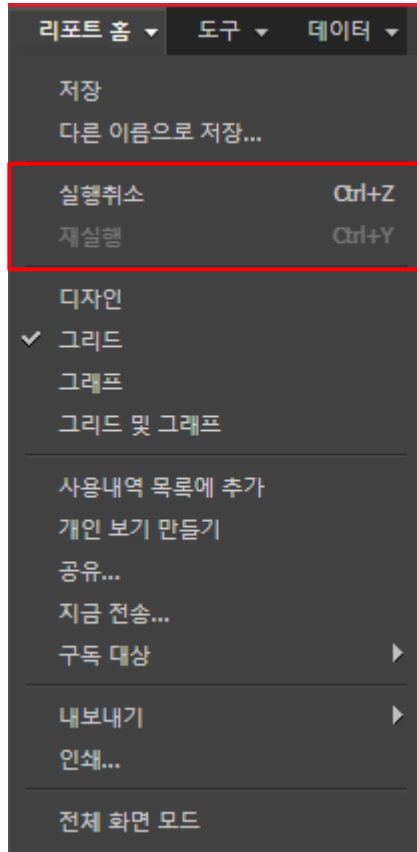 리포트 홈 도구 데이터
저장
다른 이름으로 저장...
실행취소 Ctrl+Z
재실행 Ctrl+Y
디자인
그리드
그래프
그리드 및 그래프
사용내역 목록에 추가
개인 보기 만들기
공유...
지금 전송...
구독 대상
내보내기
인쇄...
전체 화면 모드